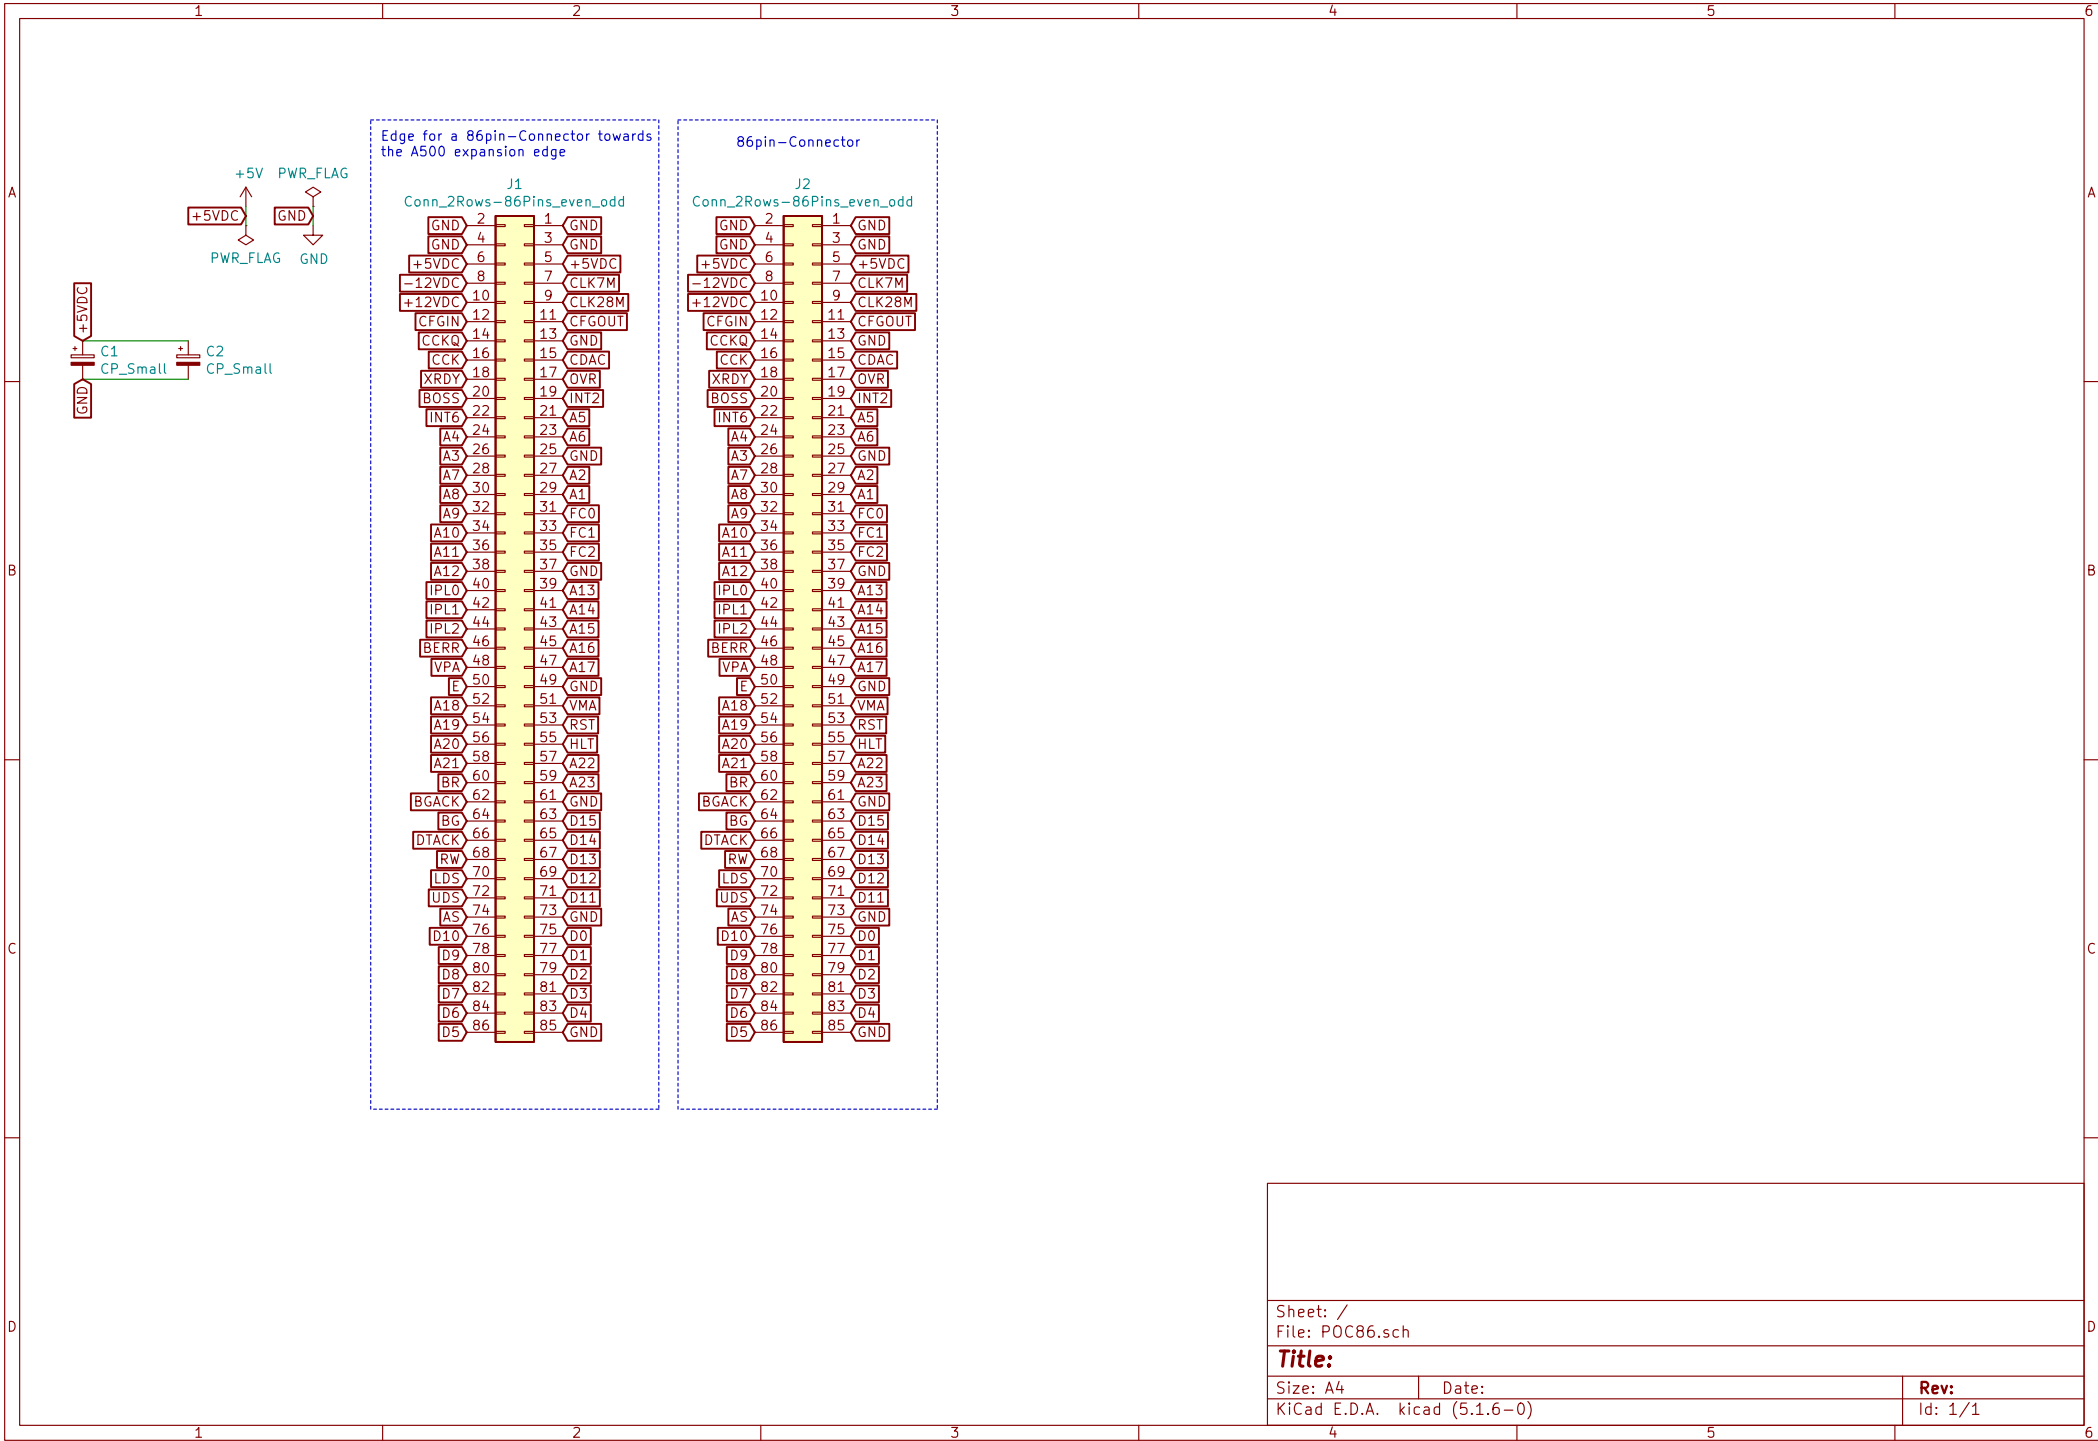 1 2 3 4 5 6
Edge for a 86pin-Connector towards
the A500 expansion edge
86pin-Connector
+5V PWR_FLAG
+5VDC GND
PWR_FLAG GND
+5VDC
C1
CP_Small
C2
CP_Small
GND
J1
Conn_2Rows-86Pins_even_odd
GND 2 1 GND
GND 4 3 GND
+5VDC 6 5 +5VDC
-12VDC 8 7 CLK7M
+12VDC 10 9 CLK28M
CFGIN 12 11 CFGOUT
CCKQ 14 13 GND
CCK 16 15 CDAC
XRDY 18 17 OVR
BOSS 20 19 INT2
INT6 22 21 A5
A4 24 23 A6
A3 26 25 GND
A7 28 27 A2
A8 30 29 A1
A9 32 31 FC0
A10 34 33 FC1
A11 36 35 FC2
A12 38 37 GND
IPL0 40 39 A13
IPL1 42 41 A14
IPL2 44 43 A15
BERR 46 45 A16
VPA 48 47 A17
E 50 49 GND
A18 52 51 VMA
A19 54 53 RST
A20 56 55 HLT
A21 58 57 A22
BR 60 59 A23
BGACK 62 61 GND
BG 64 63 D15
DTACK 66 65 D14
RW 68 67 D13
LDS 70 69 D12
UDS 72 71 D11
AS 74 73 GND
D10 76 75 D0
D9 78 77 D1
D8 80 79 D2
D7 82 81 D3
D6 84 83 D4
D5 86 85 GND
J2
Conn_2Rows-86Pins_even_odd
GND 2 1 GND
GND 4 3 GND
+5VDC 6 5 +5VDC
-12VDC 8 7 CLK7M
+12VDC 10 9 CLK28M
CFGIN 12 11 CFGOUT
CCKQ 14 13 GND
CCK 16 15 CDAC
XRDY 18 17 OVR
BOSS 20 19 INT2
INT6 22 21 A5
A4 24 23 A6
A3 26 25 GND
A7 28 27 A2
A8 30 29 A1
A9 32 31 FC0
A10 34 33 FC1
A11 36 35 FC2
A12 38 37 GND
IPL0 40 39 A13
IPL1 42 41 A14
IPL2 44 43 A15
BERR 46 45 A16
VPA 48 47 A17
E 50 49 GND
A18 52 51 VMA
A19 54 53 RST
A20 56 55 HLT
A21 58 57 A22
BR 60 59 A23
BGACK 62 61 GND
BG 64 63 D15
DTACK 66 65 D14
RW 68 67 D13
LDS 70 69 D12
UDS 72 71 D11
AS 74 73 GND
D10 76 75 D0
D9 78 77 D1
D8 80 79 D2
D7 82 81 D3
D6 84 83 D4
D5 86 85 GND
A A
B B
C C
D D
Sheet: /
File: POC86.sch
Title:
Size: A4 Date: Rev:
KiCad E.D.A. kicad (5.1.6-0) Id: 1/1
1 2 3 4 5 6